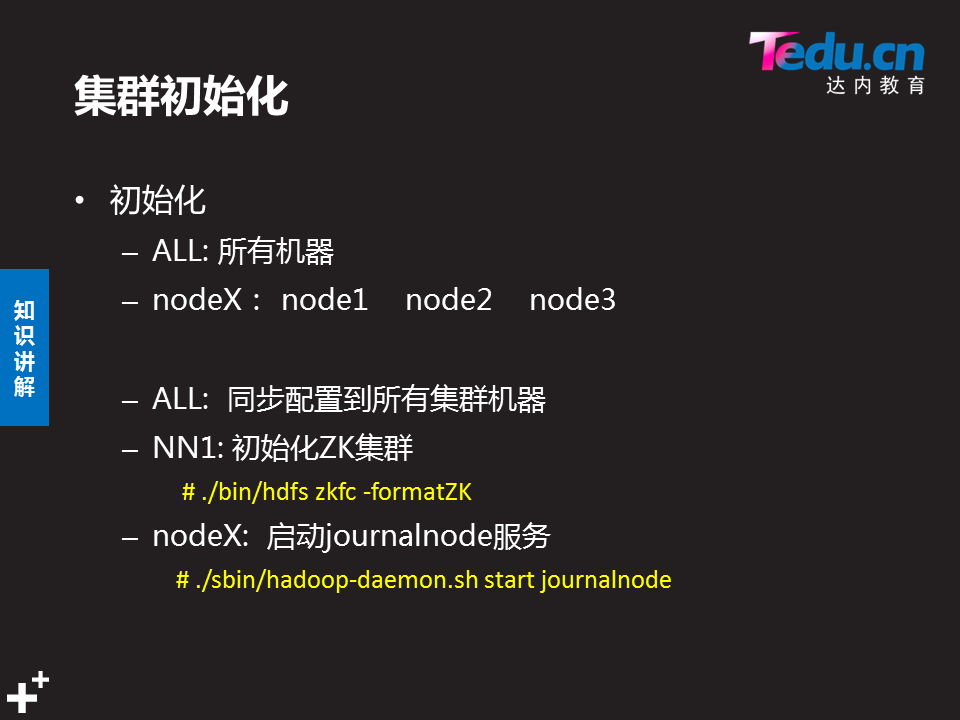 Tedu.cn
达内教育
集群初始化
• 初始化
– ALL: 所有机器
– nodeX： node1 node2 node3
知识讲解
– ALL: 同步配置到所有集群机器
– NN1: 初始化ZK集群
# ./bin/hdfs zkfc -formatZK
– nodeX: 启动journalnode服务
# ./sbin/hadoop-daemon.sh start journalnode